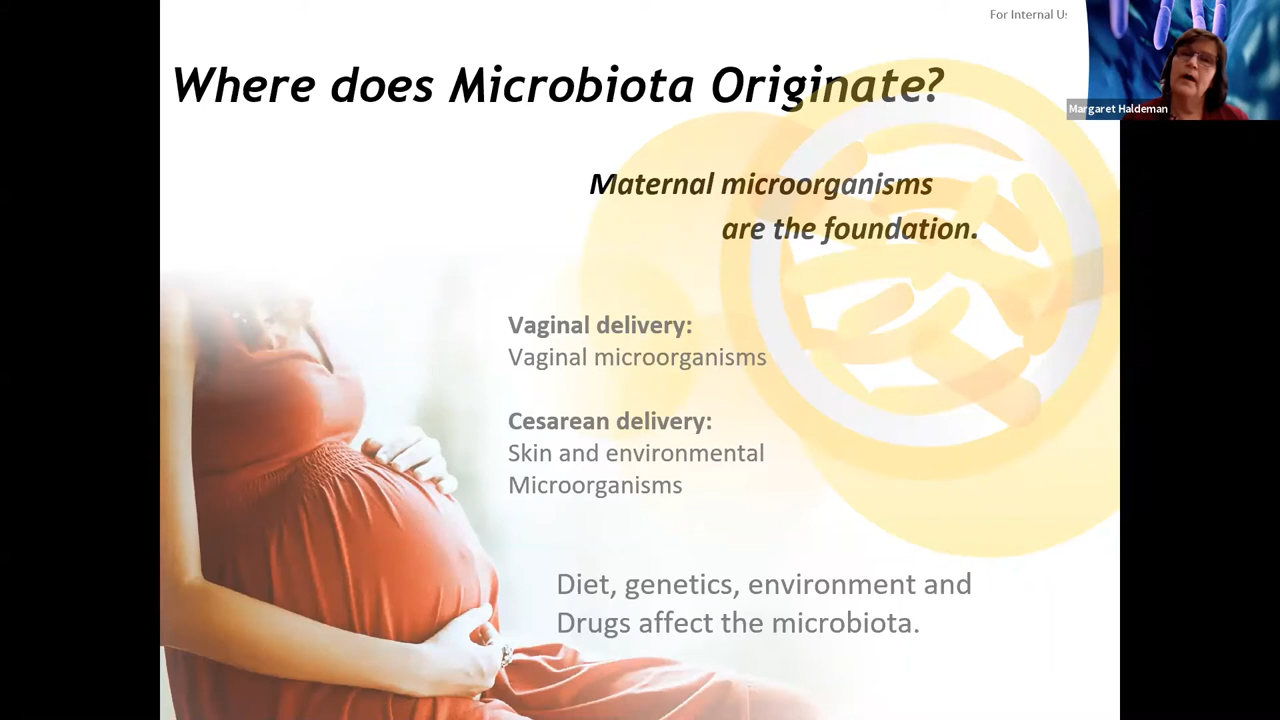 For Internal Us
Margaret Haldeman
Where does Microbiota Originate?
Maternal microorganisms
are the foundation.
Vaginal delivery:
Vaginal microorganisms
Cesarean delivery:
Skin and environmental
Microorganisms
Diet, genetics, environment and
Drugs affect the microbiota.